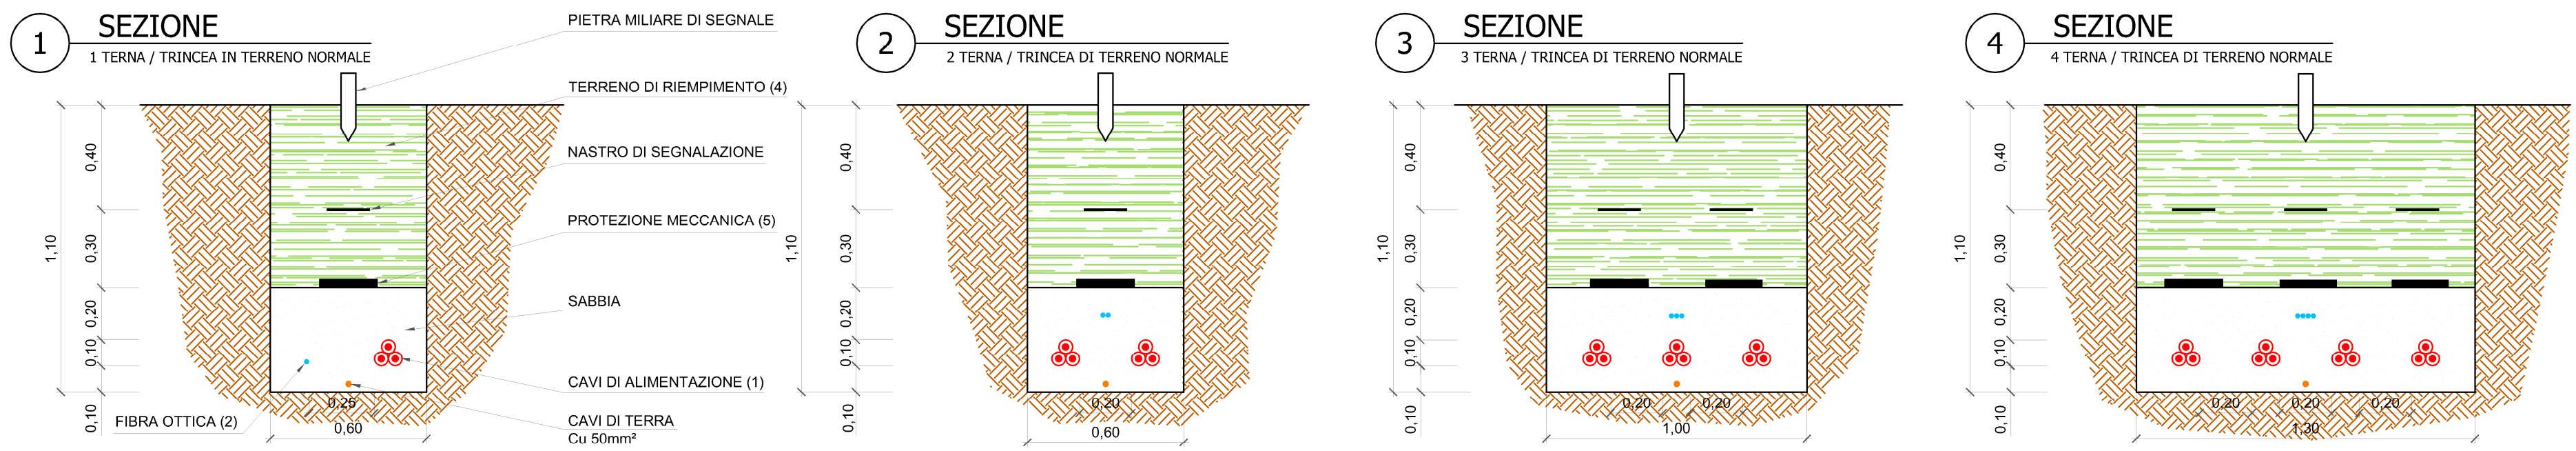 1
SEZIONE
1 TERNA / TRINCEA IN TERRENO NORMALE
PIETRA MILIARE DI SEGNALE
TERRENO DI RIEMPIMENTO (4)
NASTRO DI SEGNALAZIONE
PROTEZIONE MECCANICA (5)
SABBIA
CAVI DI ALIMENTAZIONE (1)
CAVI DI TERRA
Cu 50mm²
FIBRA OTTICA (2)
1,10
0,40
0,30
0,20
0,10
0,10
0,25
0,60
2
SEZIONE
2 TERNA / TRINCEA DI TERRENO NORMALE
1,10
0,40
0,30
0,20
0,10
0,10
0,20
0,60
3
SEZIONE
3 TERNA / TRINCEA DI TERRENO NORMALE
1,10
0,40
0,30
0,20
0,10
0,10
0,20 0,20
1,00
4
SEZIONE
4 TERNA / TRINCEA DI TERRENO NORMALE
1,10
0,40
0,30
0,20
0,10
0,10
0,20 0,20 0,20
1,30